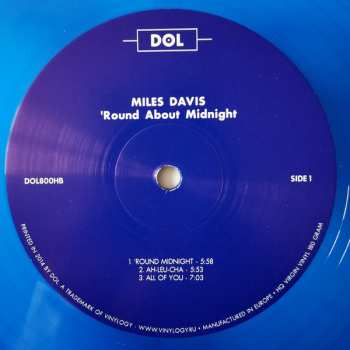 DOL
MILES DAVIS
'Round About Midnight
DOL800HB
SIDE 1
1 'ROUND MIDNIGHT - 5:58
2. AH-LEU-CHA - 5:53
3. ALL OF YOU - 7:03
PRINTED IN 2016 BY DOL. A TRADEMARK OF VINYLOGY • WWW.VINYLOGY.RU • MANUFACTURED IN EUROPE • HQ VIRGIN VINYL 180 GRAM